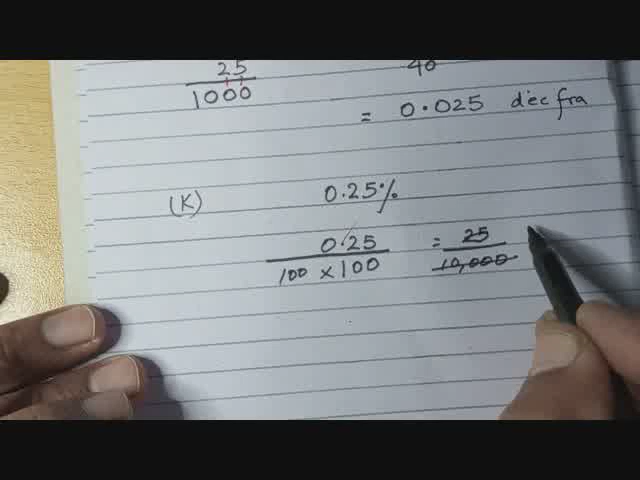 25
1000
40
= 0.025 dec fra
(K) 0.25%
0.25 = 25
100 × 100 10,000